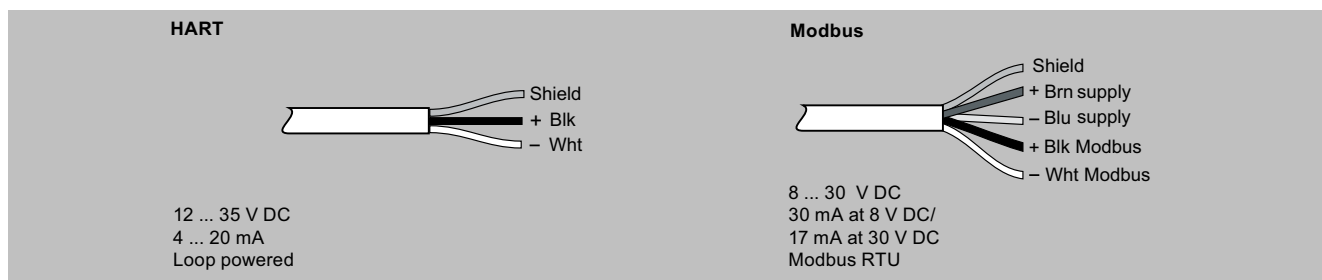 HART
Shield
+ Blk
– Wht
12 ... 35 V DC
4 ... 20 mA
Loop powered
Modbus
Shield
+ Brn supply
– Blu supply
+ Blk Modbus
– Wht Modbus
8 ... 30 V DC
30 mA at 8 V DC/
17 mA at 30 V DC
Modbus RTU